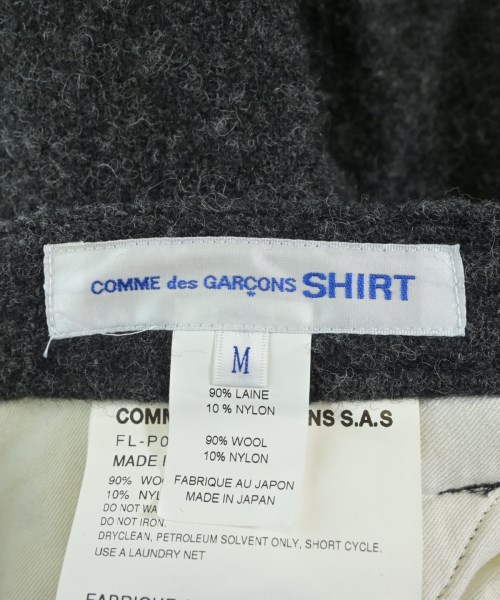 COMME des GARÇONS SHIRT
M
90% LAINE
10% NYLON
90% WOOL
10% NYLON
FABRIQUE AU JAPON
MADE IN JAPAN
NS S.A.S
FL-P0
MADE
90% WO
10% NYL
DO NOT WA
DO NOT IRON
DRYCLEAN, PETROLEUM SOLVENT ONLY, SHORT CYCLE.
USE A LAUNDRY NET